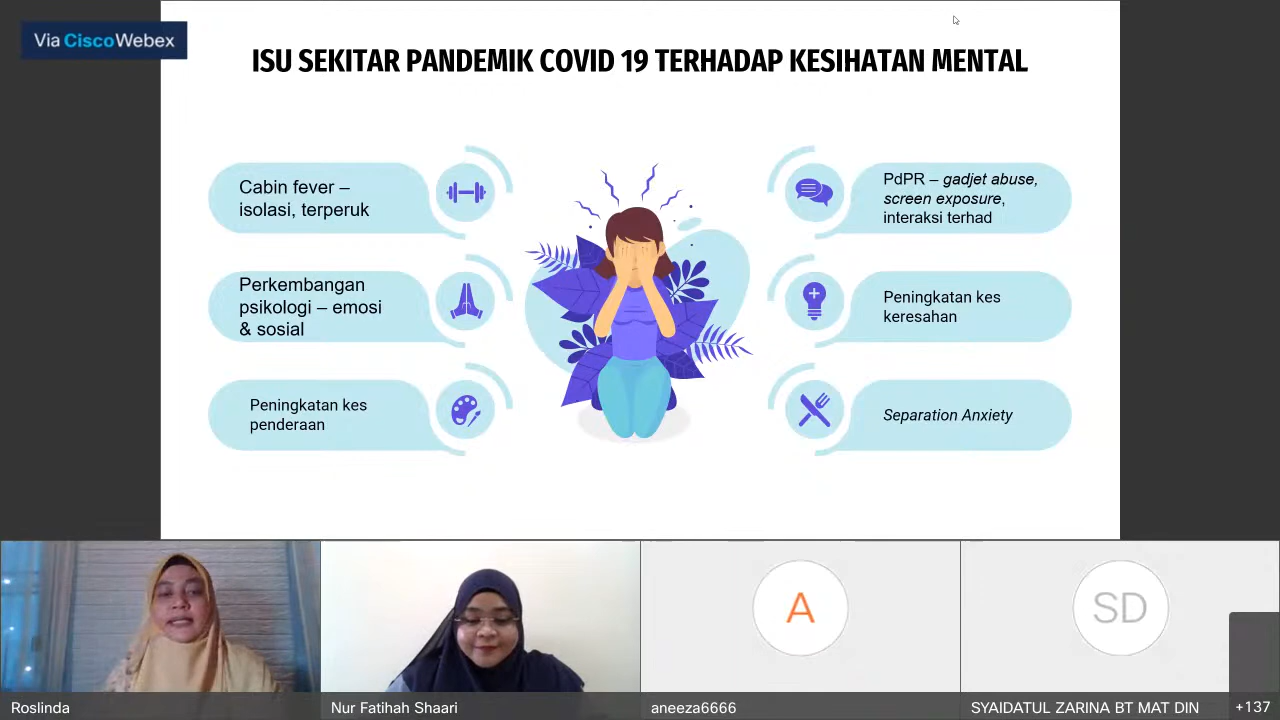 Via Cisco Webex
ISU SEKITAR PANDEMIK COVID 19 TERHADAP KESIHATAN MENTAL
Cabin fever –
isolasi, terperuk
Perkembangan
psikologi – emosi
& sosial
Peningkatan kes
penderaan
PdPR – gadjet abuse,
screen exposure,
interaksi terhad
Peningkatan kes
keresahan
Separation Anxiety
A
SD
Roslinda
Nur Fatihah Shaari
aneeza6666
SYAIDATUL ZARINA BT MAT DIN
+137